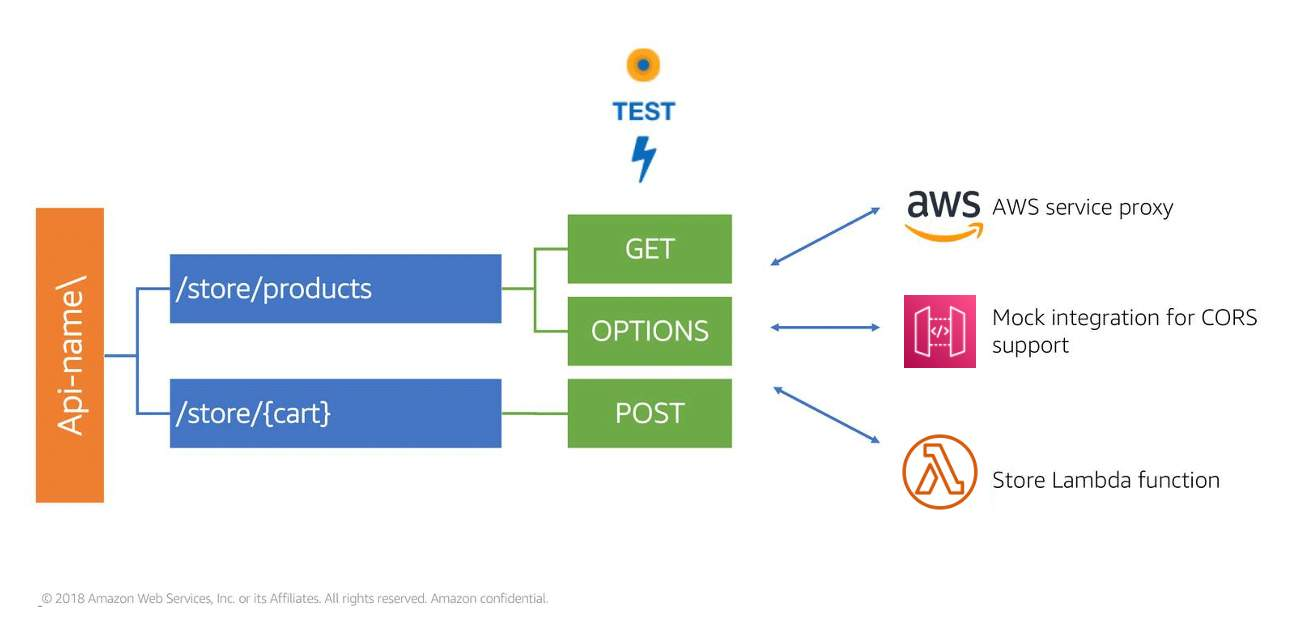 TEST
Api-name\
/store/products
/store/{cart}
GET
OPTIONS
POST
aws AWS service proxy
Mock integration for CORS
support
Store Lambda function
_© 2018 Amazon Web Services, Inc. or its Affiliates. All rights reserved. Amazon confidential.